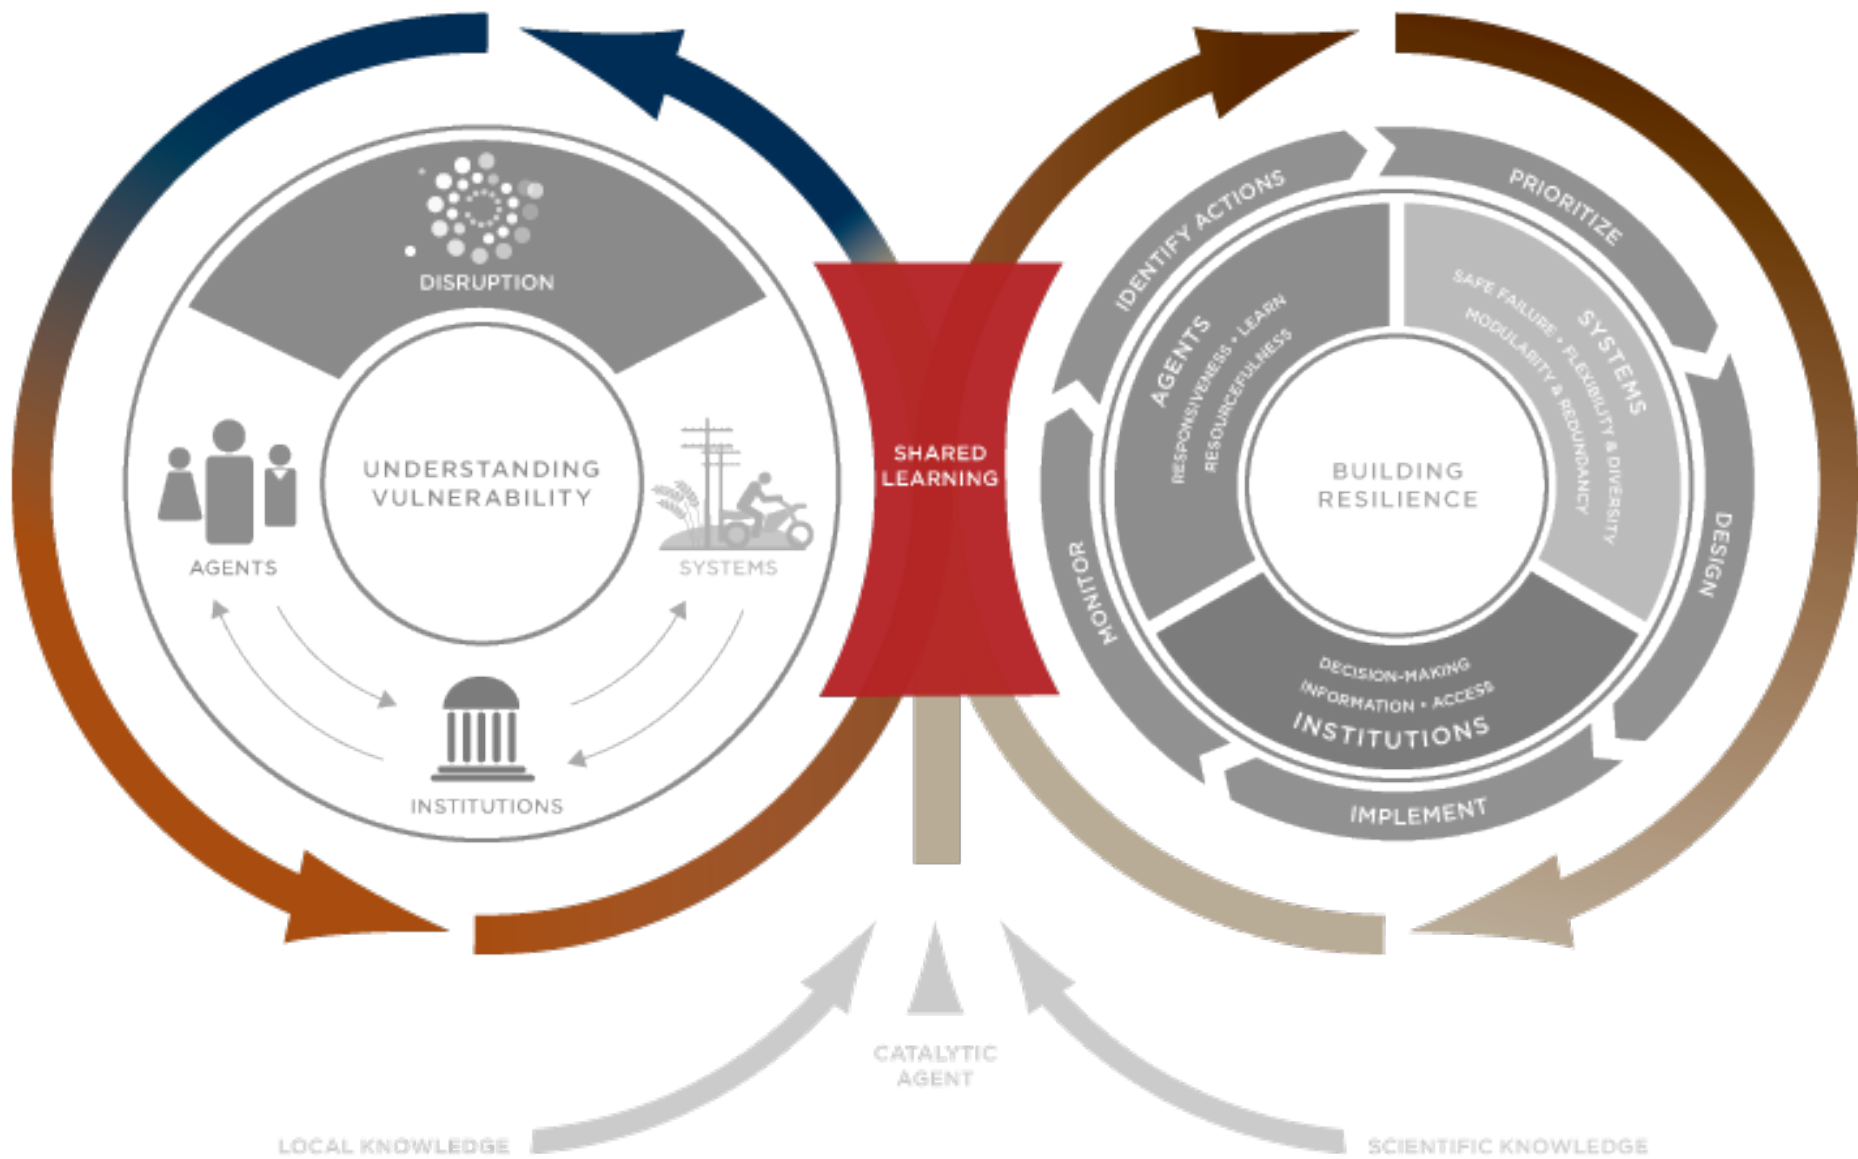 DISRUPTION
UNDERSTANDING
VULNERABILITY
AGENTS
SYSTEMS
INSTITUTIONS
SHARED
LEARNING
IDENTIFY ACTIONS
PRIORITIZE
DESIGN
IMPLEMENT
MONITOR
AGENTS
RESPONSIVENESS • LEARN
RESOURCEFULNESS
SYSTEMS
SAFE FAILURE • FLEXIBILITY & DIVERSITY
MODULARITY & REDUNDANCY
BUILDING
RESILIENCE
DECISION-MAKING
INFORMATION • ACCESS
INSTITUTIONS
CATALYTIC
AGENT
LOCAL KNOWLEDGE
SCIENTIFIC KNOWLEDGE